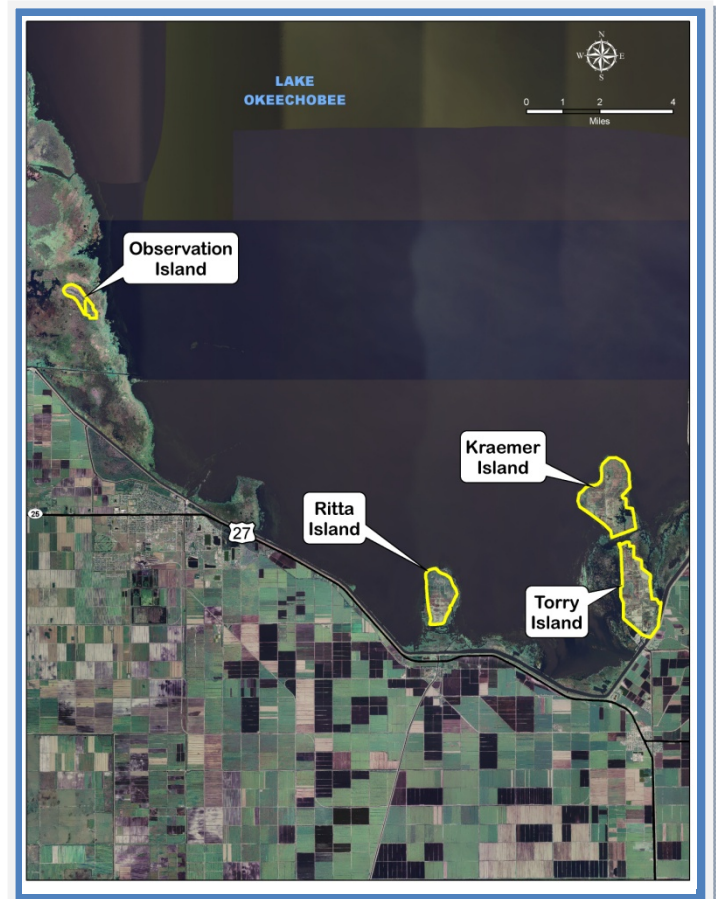 N
W E
S
LAKE
OKEECHOBEE
0 1 2 4
Miles
Observation
Island
Kraemer
Island
Ritta
Island
25
27
Torry
Island